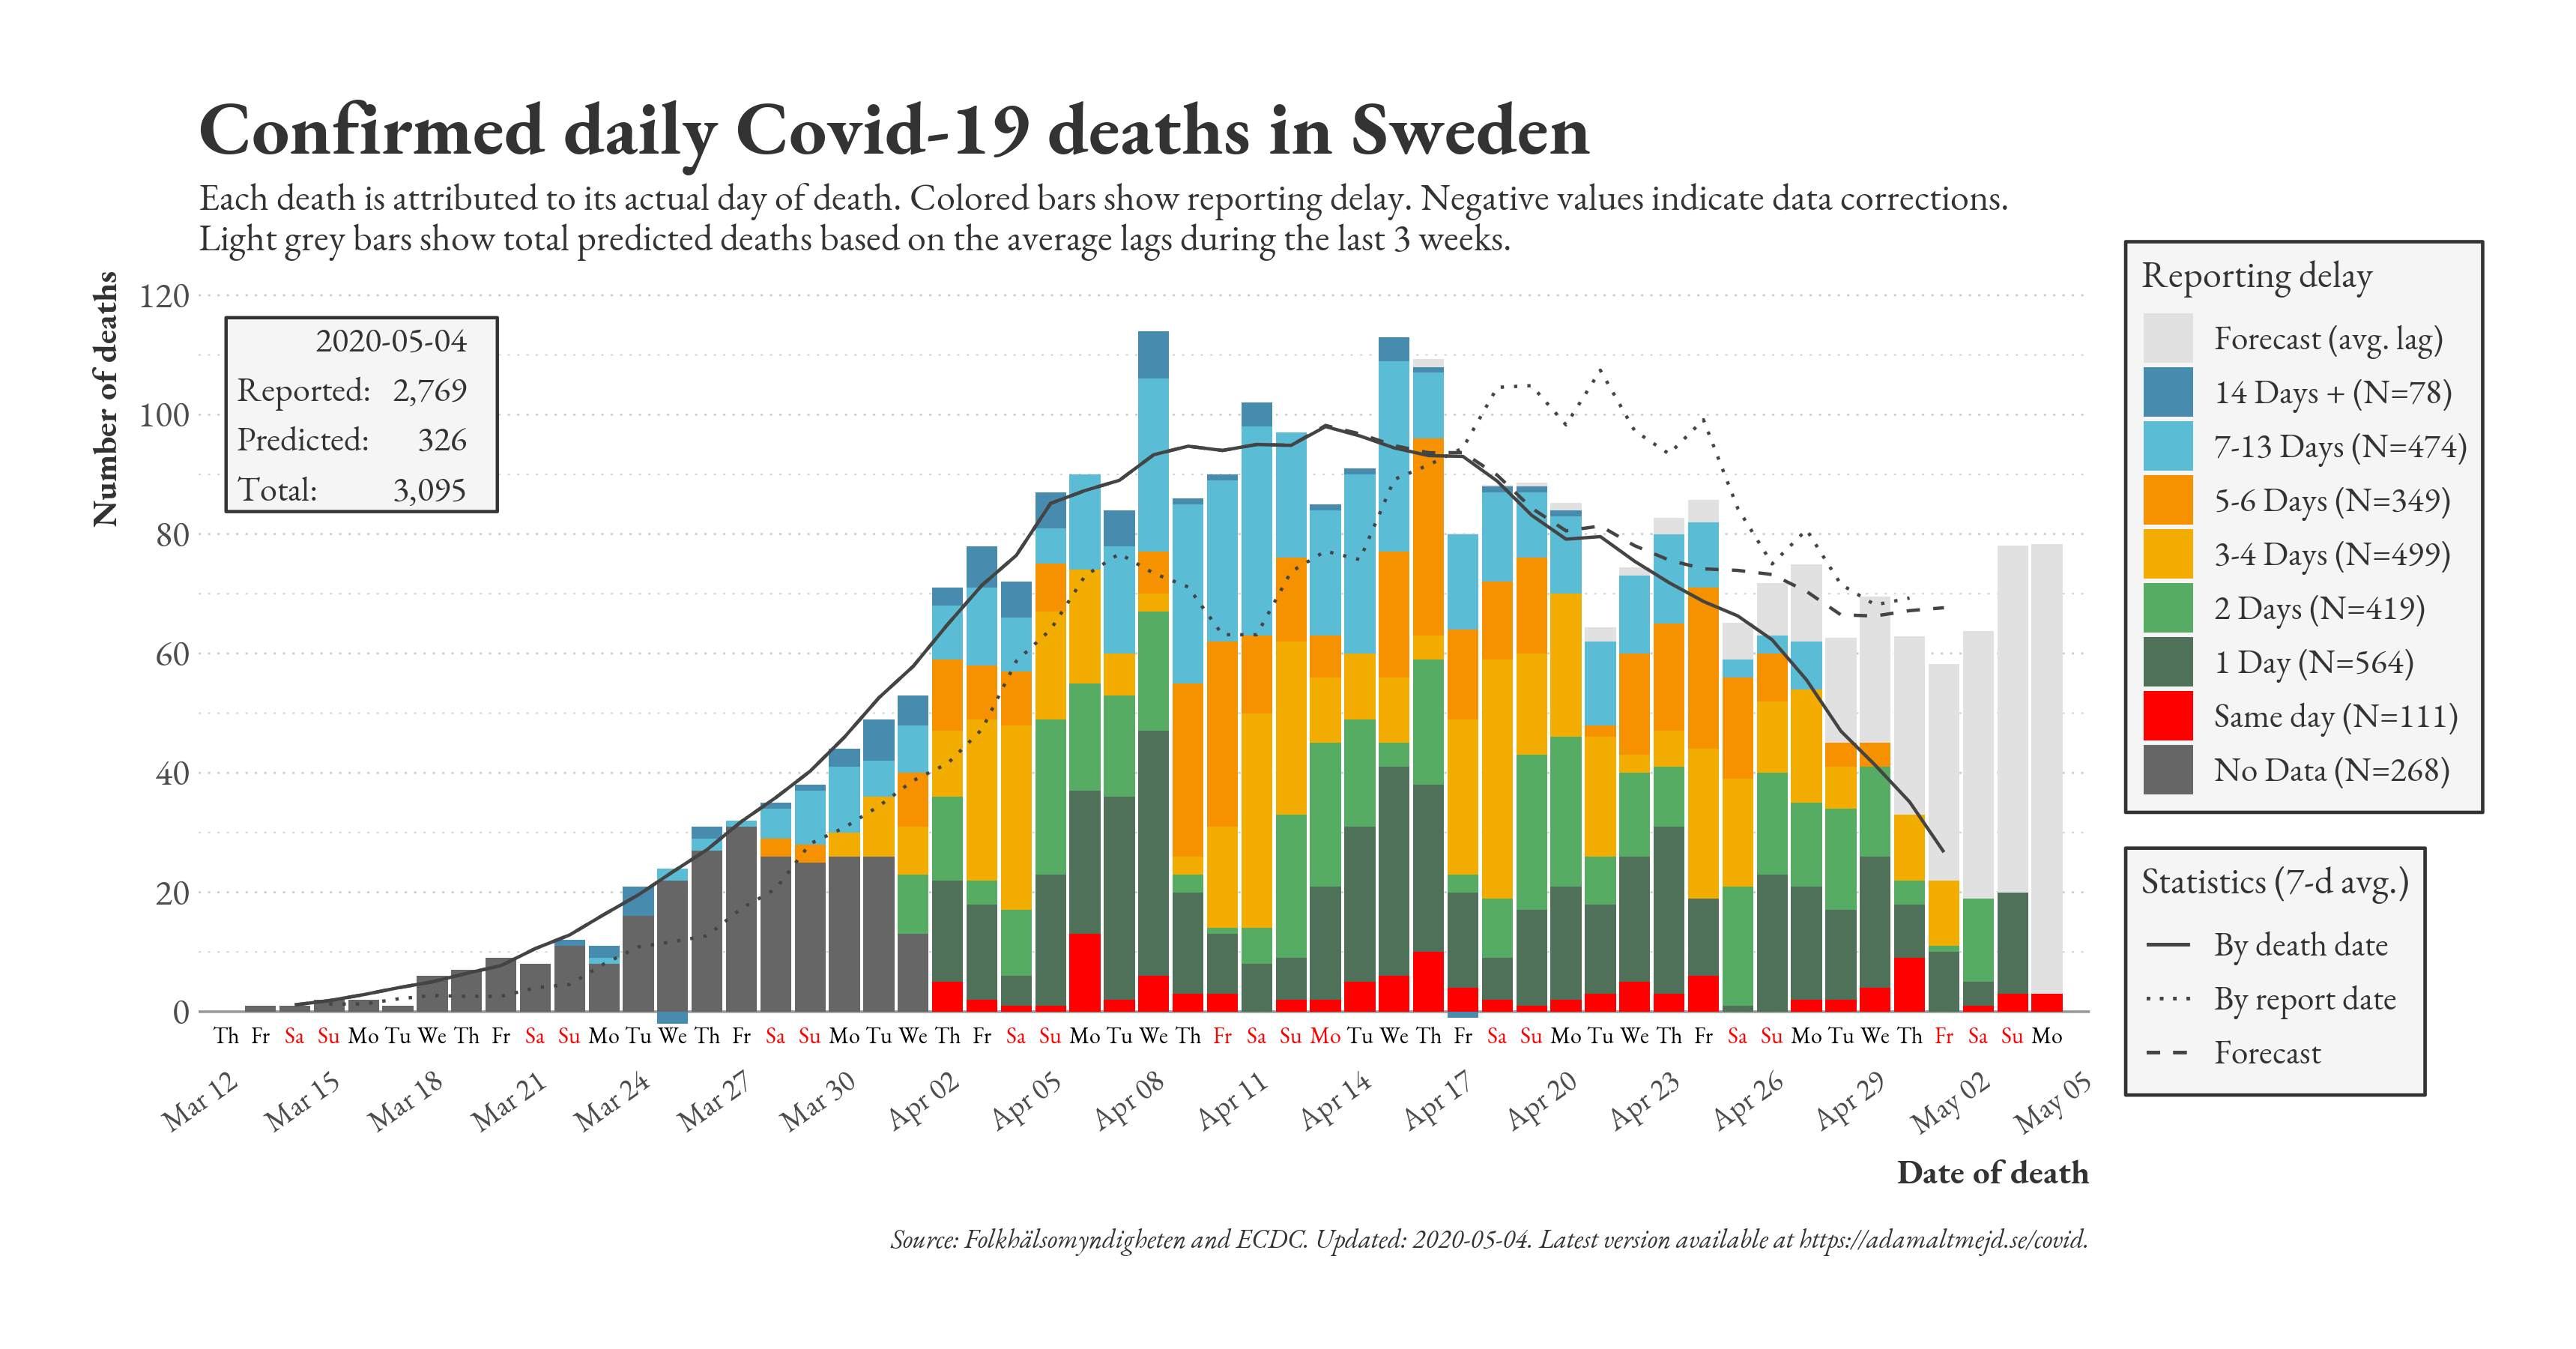 Confirmed daily Covid-19 deaths in Sweden
Each death is attributed to its actual day of death. Colored bars show reporting delay. Negative values indicate data corrections.
Light grey bars show total predicted deaths based on the average lags during the last 3 weeks.
Number of deaths
120
100
80
60
40
20
0
2020-05-04
Reported: 2,769
Predicted: 326
Total: 3,095
Th Fr Sa Su Mo Tu We Th Fr Sa Su Mo Tu We Th Fr Sa Su Mo Tu We Th Fr Sa Su Mo Tu We Th Fr Sa Su Mo Tu We Th Fr Sa Su Mo Tu We Th Fr Sa Su Mo Tu We Th Fr Sa Su Mo
Mar 12 Mar 15 Mar 18 Mar 21 Mar 24 Mar 27 Mar 30 Apr 02 Apr 05 Apr 08 Apr 11 Apr 14 Apr 17 Apr 20 Apr 23 Apr 26 Apr 29 May 02 May 05
Date of death
Reporting delay
Forecast (avg. lag)
14 Days + (N=78)
7-13 Days (N=474)
5-6 Days (N=349)
3-4 Days (N=499)
2 Days (N=419)
1 Day (N=564)
Same day (N=111)
No Data (N=268)
Statistics (7-d avg.)
By death date
By report date
Forecast
Source: Folkhälsomyndigheten and ECDC. Updated: 2020-05-04. Latest version available at https://adamaltmejd.se/covid.